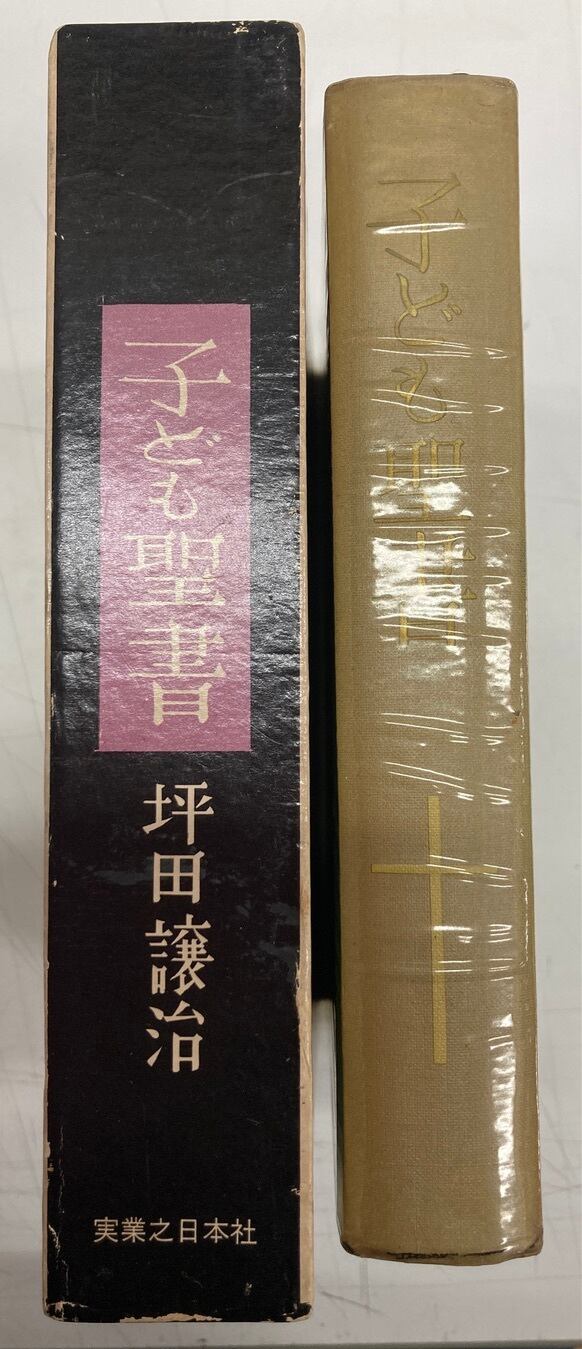 子ども聖書
坪田譲治
実業之日本社
子ども聖書